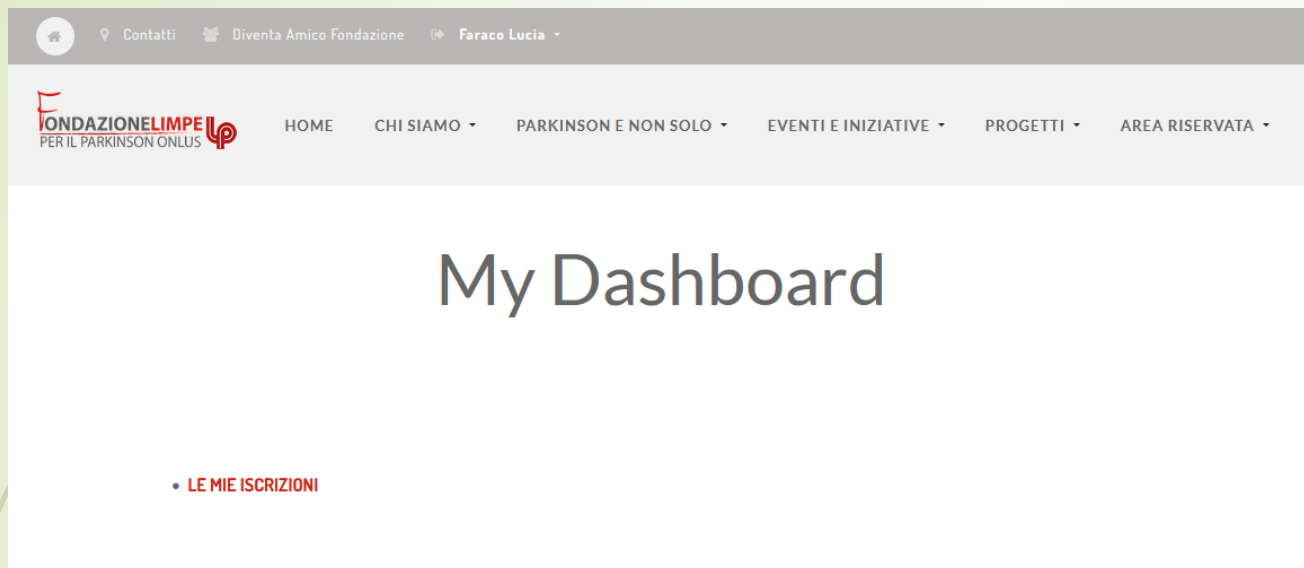 Contatti Diventa Amico Fondazione Faraco Lucia
FONDAZIONELIMPE
PER IL PARKINSON ONLUS
HOME CHI SIAMO PARKINSON E NON SOLO EVENTI E INIZIATIVE PROGETTI AREA RISERVATA
My Dashboard
• LE MIE ISCRIZIONI